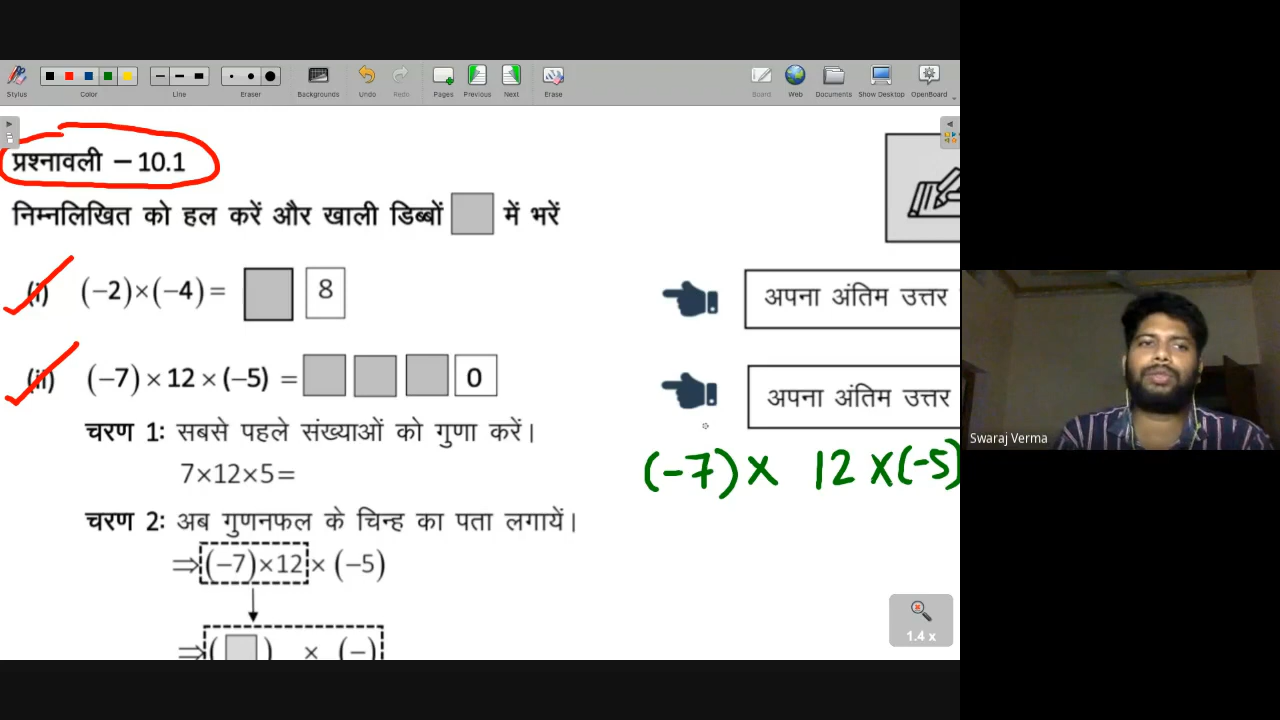 Stylus Color Line Eraser Backgrounds Undo Redo Pages Previous Next Erase Board Web Documents Show Desktop OpenBoard
प्रश्नावली – 10.1
निम्नलिखित को हल करें और खाली डिब्बों में भरें
(i) (−2)×(−4)= 8
अपना अंतिम उत्तर
(ii) (−7)×12×(−5) = 0
अपना अंतिम उत्तर
चरण 1: सबसे पहले संख्याओं को गुणा करें।
7×12×5=
(-7)× 12 ×(-5)
चरण 2: अब गुणनफल के चिन्ह का पता लगायें।
⇒(−7)×12×(−5)
⇒( ) × (−)
1.4 x
Swaraj Verma